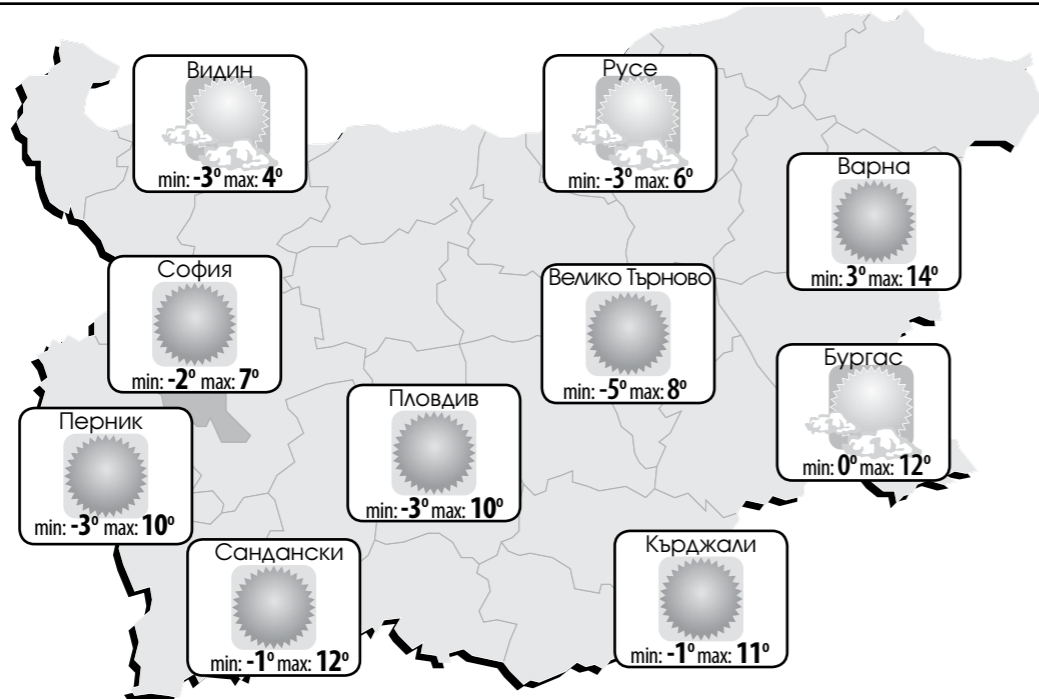 Видин
min: -3° max: 4°
Русе
min: -3° max: 6°
Варна
min: 3° max: 14°
София
min: -2° max: 7°
Велико Търново
min: -5° max: 8°
Бургас
min: 0° max: 12°
Пловдив
min: -3° max: 10°
Перник
min: -3° max: 10°
Сандански
min: -1° max: 12°
Кърджали
min: -1° max: 11°